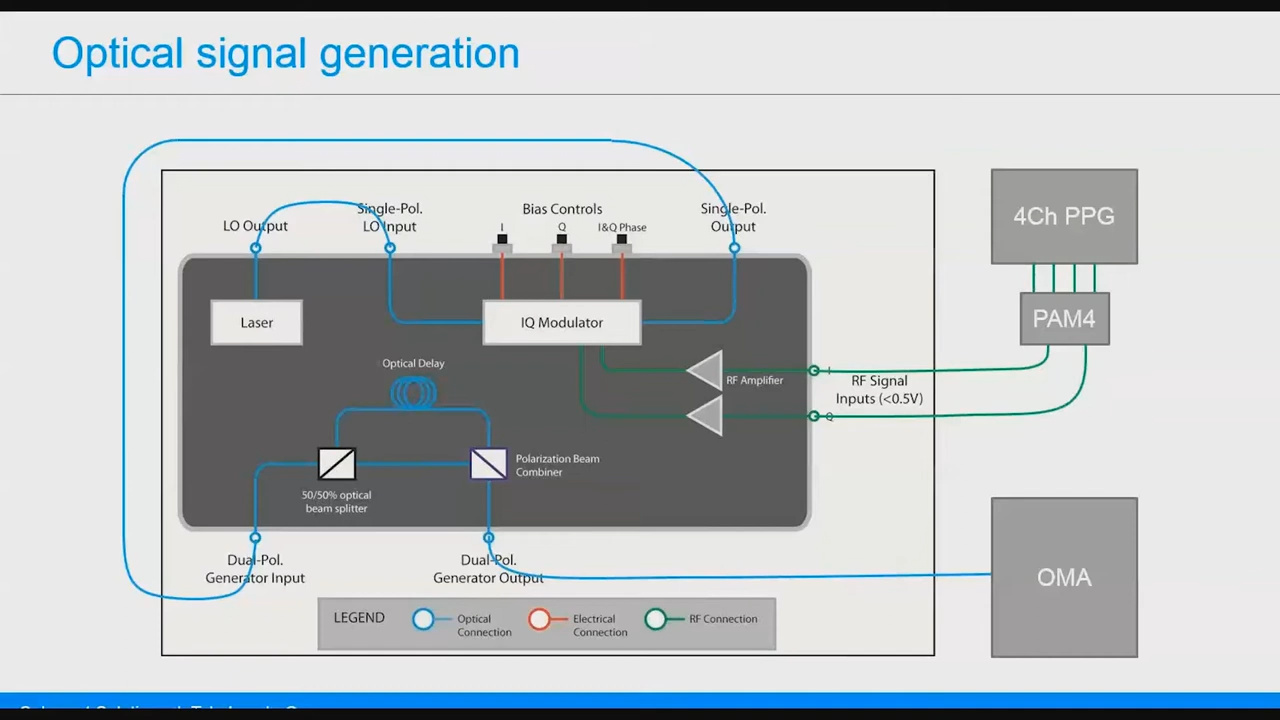 Optical signal generation
LO Output
Single-Pol.
LO Input
Bias Controls
I
Q
I&Q Phase
Single-Pol.
Output
4Ch PPG
PAM4
Laser
IQ Modulator
Optical Delay
RF Amplifier
I
RF Signal
Inputs (<0.5V)
Q
Polarization Beam
Combiner
50/50% optical
beam splitter
Dual-Pol.
Generator Input
Dual-Pol.
Generator Output
OMA
LEGEND
Optical
Connection
Electrical
Connection
RF Connection